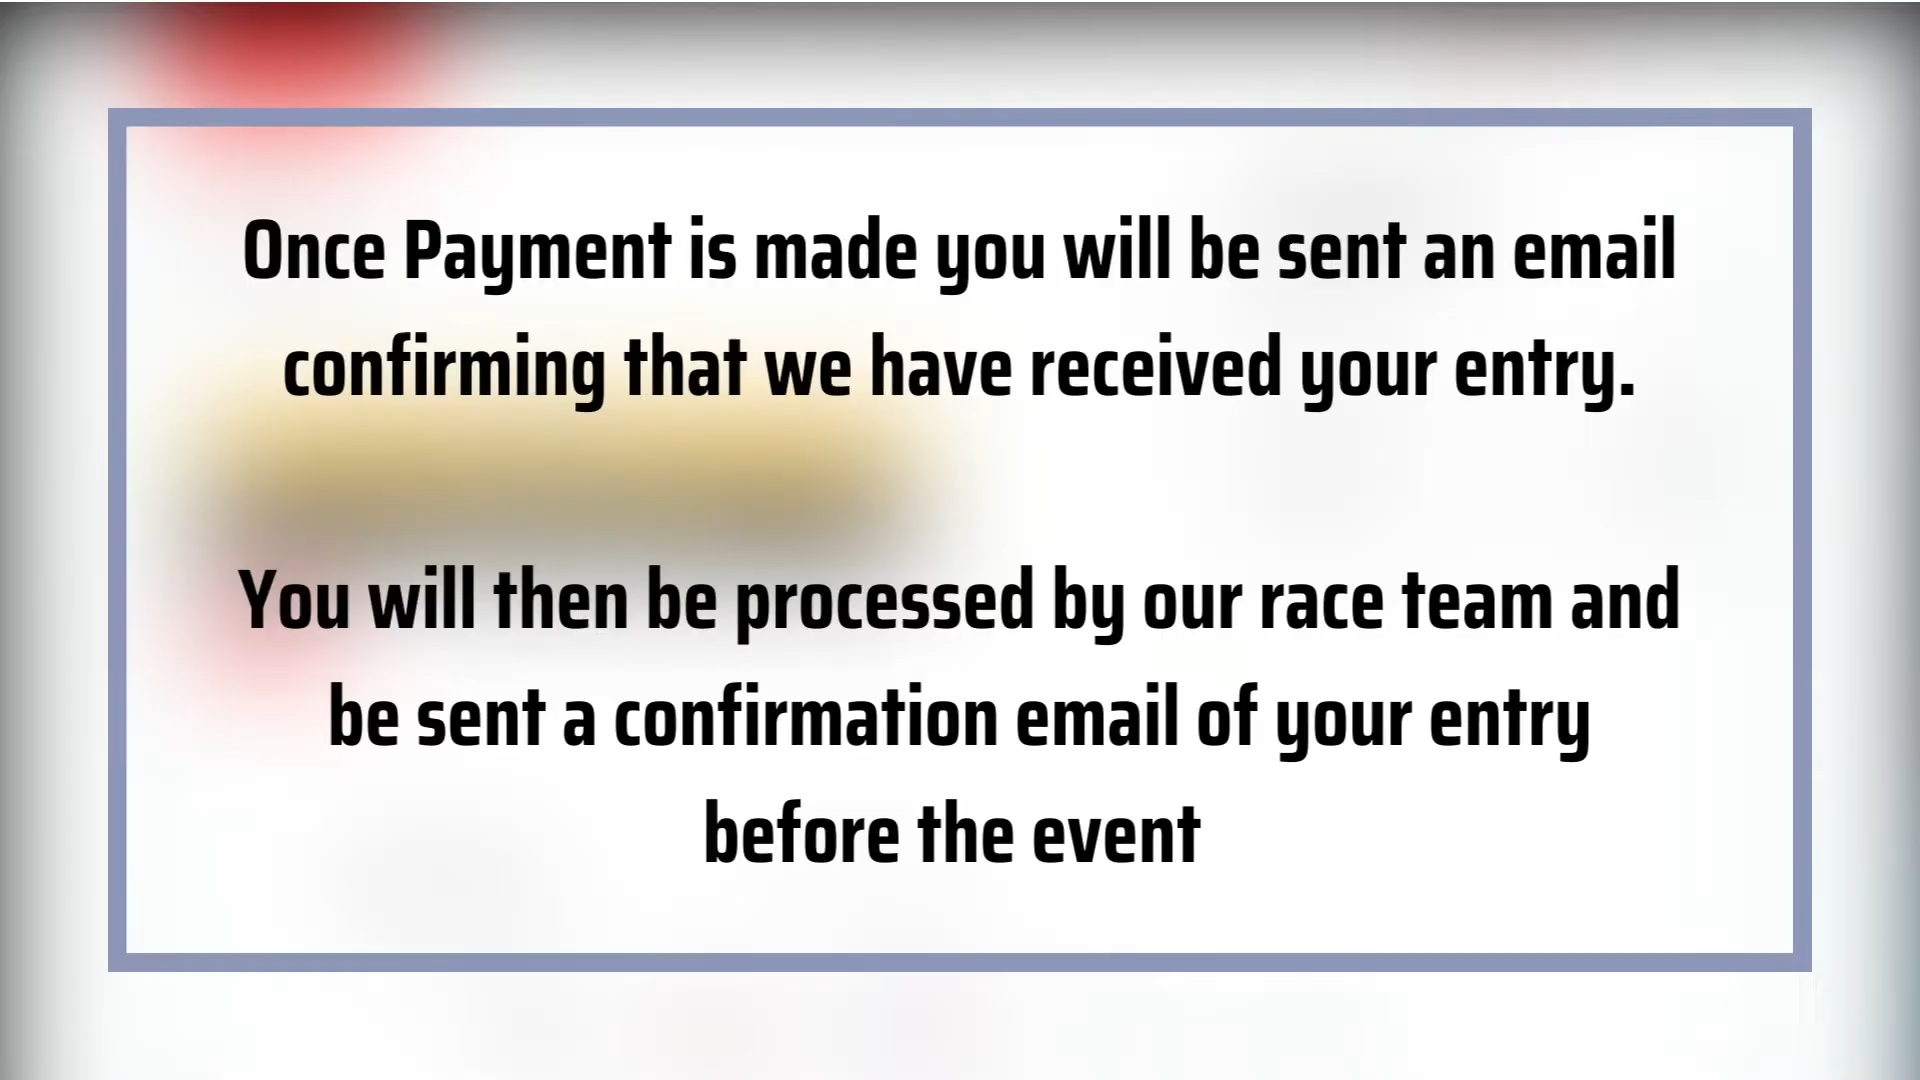 Once Payment is made you will be sent an email
confirming that we have received your entry.
You will then be processed by our race team and
be sent a confirmation email of your entry
before the event